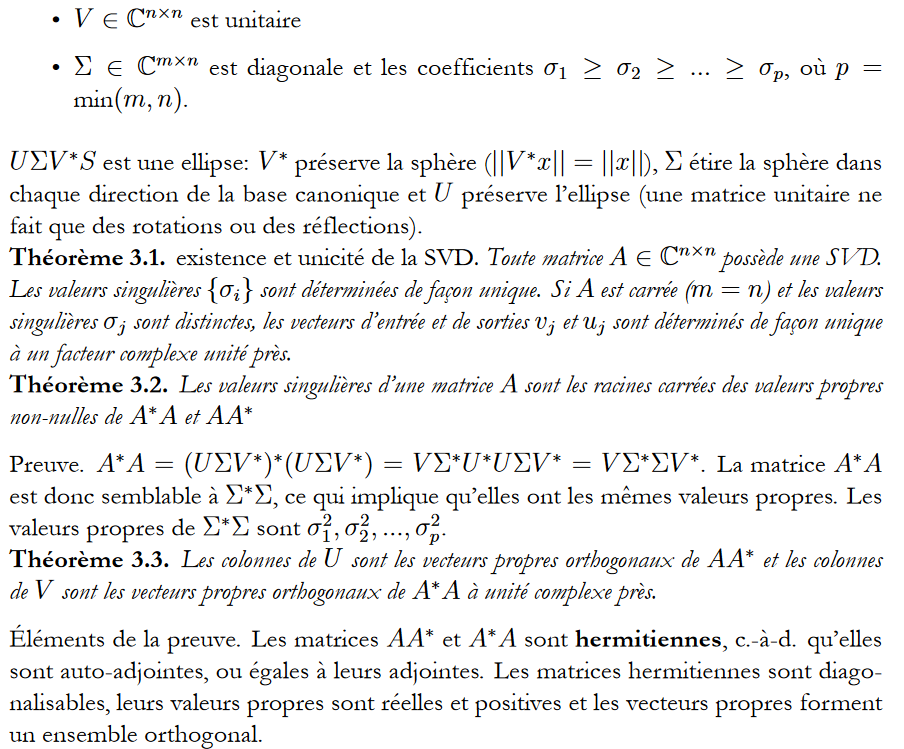 • V ∈ ℂⁿˣⁿ est unitaire
• Σ ∈ ℂᵐˣⁿ est diagonale et les coefficients σ₁ ≥ σ₂ ≥ ... ≥ σₚ, où p =
min(m, n).
UΣV*S est une ellipse: V* préserve la sphère (||V*x|| = ||x||), Σ étire la sphère dans
chaque direction de la base canonique et U préserve l'ellipse (une matrice unitaire ne
fait que des rotations ou des réflections).
Théorème 3.1. existence et unicité de la SVD. Toute matrice A ∈ ℂⁿˣⁿ possède une SVD.
Les valeurs singulières {σᵢ} sont déterminées de façon unique. Si A est carrée (m = n) et les valeurs
singulières σⱼ sont distinctes, les vecteurs d'entrée et de sorties vⱼ et uⱼ sont déterminés de façon unique
à un facteur complexe unité près.
Théorème 3.2. Les valeurs singulières d'une matrice A sont les racines carrées des valeurs propres
non-nulles de A*A et AA*
Preuve. A*A = (UΣV*)*(UΣV*) = VΣ*U*UΣV* = VΣ*ΣV*. La matrice A*A
est donc semblable à Σ*Σ, ce qui implique qu'elles ont les mêmes valeurs propres. Les
valeurs propres de Σ*Σ sont σ₁², σ₂², ..., σₚ².
Théorème 3.3. Les colonnes de U sont les vecteurs propres orthogonaux de AA* et les colonnes
de V sont les vecteurs propres orthogonaux de A*A à unité complexe près.
Éléments de la preuve. Les matrices AA* et A*A sont hermitiennes, c.-à-d. qu'elles
sont auto-adjointes, ou égales à leurs adjointes. Les matrices hermitiennes sont diago-
nalisables, leurs valeurs propres sont réelles et positives et les vecteurs propres forment
un ensemble orthogonal.